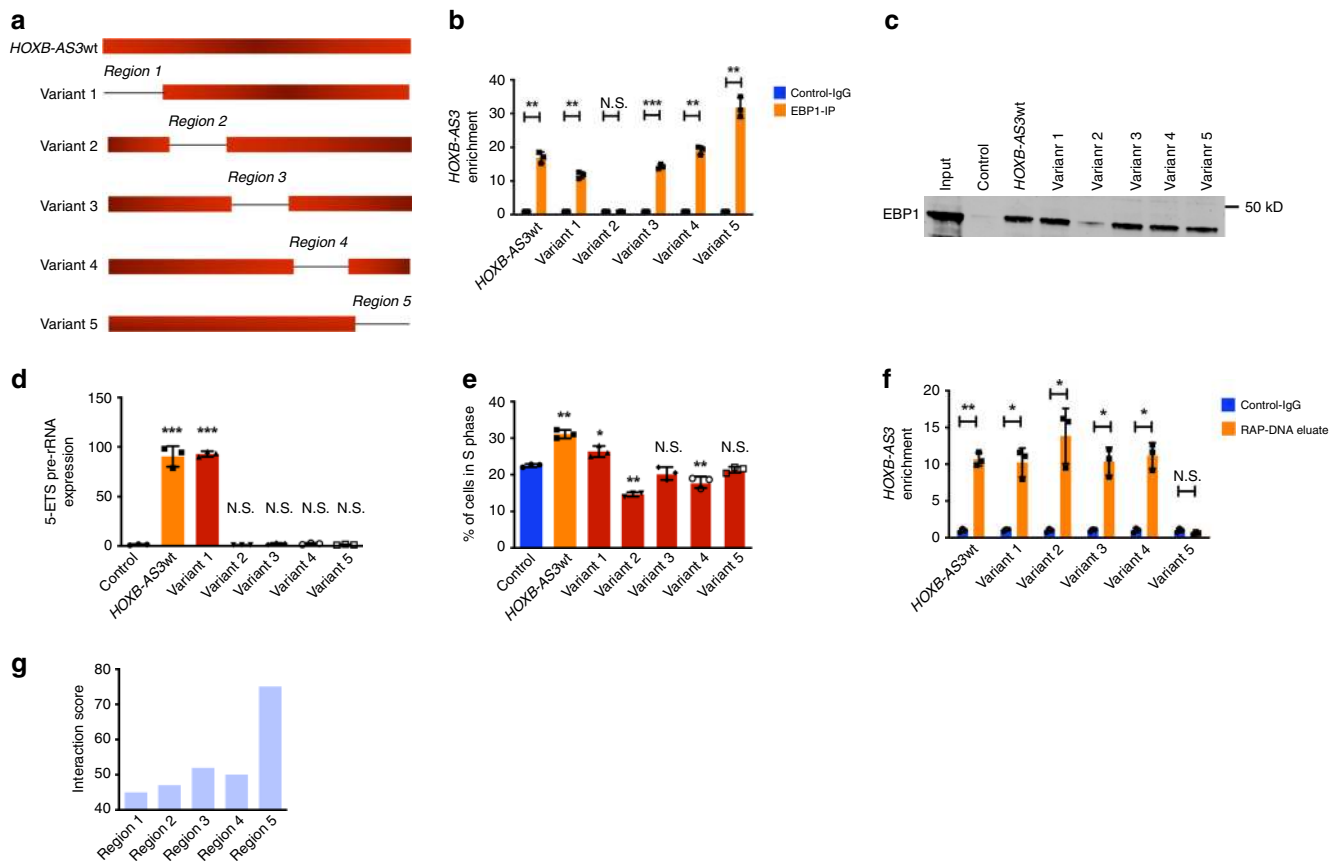 a
HOXB-AS3wt
Region 1
Variant 1
Region 2
Variant 2
Region 3
Variant 3
Region 4
Variant 4
Region 5
Variant 5
b
HOXB-AS3
enrichment
40
30
20
10
0
**
**
N.S.
***
**
**
Control-IgG
EBP1-IP
HOXB-AS3wt
Variant 1
Variant 2
Variant 3
Variant 4
Variant 5
c
Input
Control
HOXB-AS3wt
Varianr 1
Varianr 2
Varianr 3
Varianr 4
Varianr 5
EBP1
50 kD
d
5-ETS pre-rRNA
expression
150
100
50
0
***
***
N.S.
N.S.
N.S.
N.S.
Control
HOXB-AS3wt
Variant 1
Variant 2
Variant 3
Variant 4
Variant 5
e
% of cells in S phase
40
30
20
10
0
**
*
**
N.S.
**
N.S.
Control
HOXB-AS3wt
Variant 1
Variant 2
Variant 3
Variant 4
Variant 5
f
HOXB-AS3
enrichment
20
15
10
5
0
**
*
*
*
*
N.S.
Control-IgG
RAP-DNA eluate
HOXB-AS3wt
Variant 1
Variant 2
Variant 3
Variant 4
Variant 5
g
Interaction score
80
70
60
50
40
Region 1
Region 2
Region 3
Region 4
Region 5